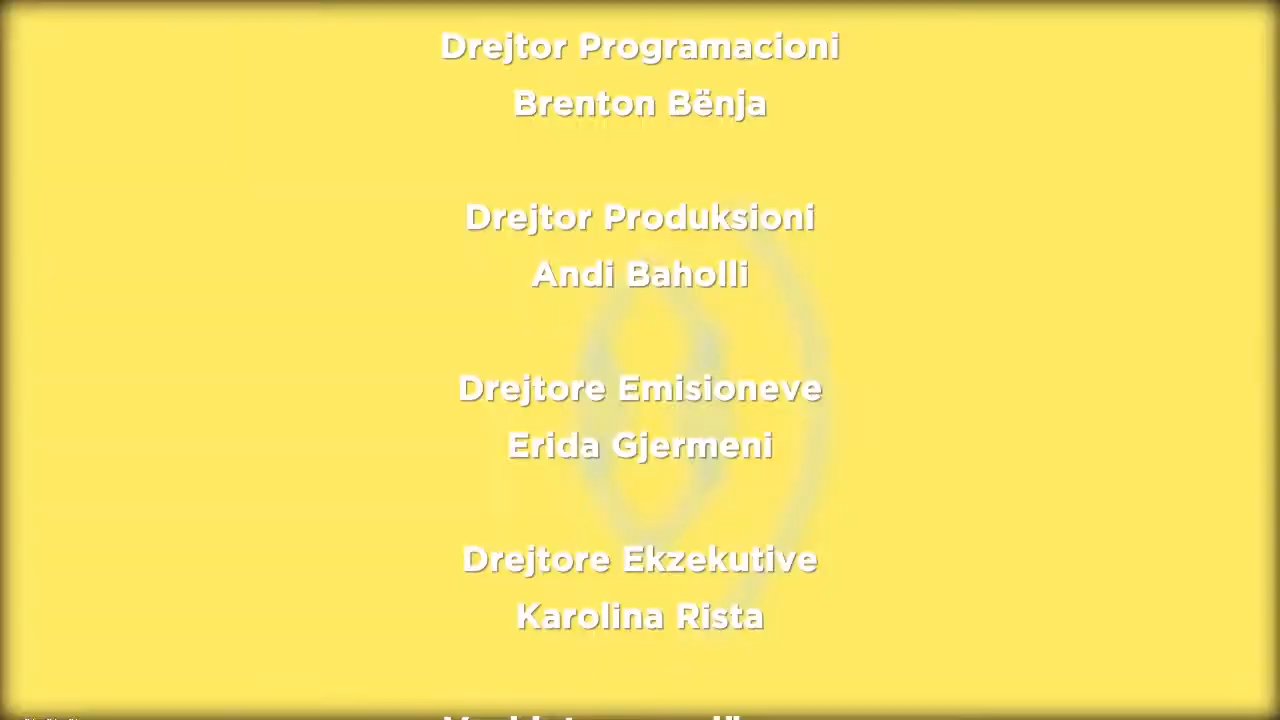 Drejtor Programacioni
Brenton Bënja
Drejtor Produksioni
Andi Baholli
Drejtore Emisioneve
Erida Gjermeni
Drejtore Ekzekutive
Karolina Rista